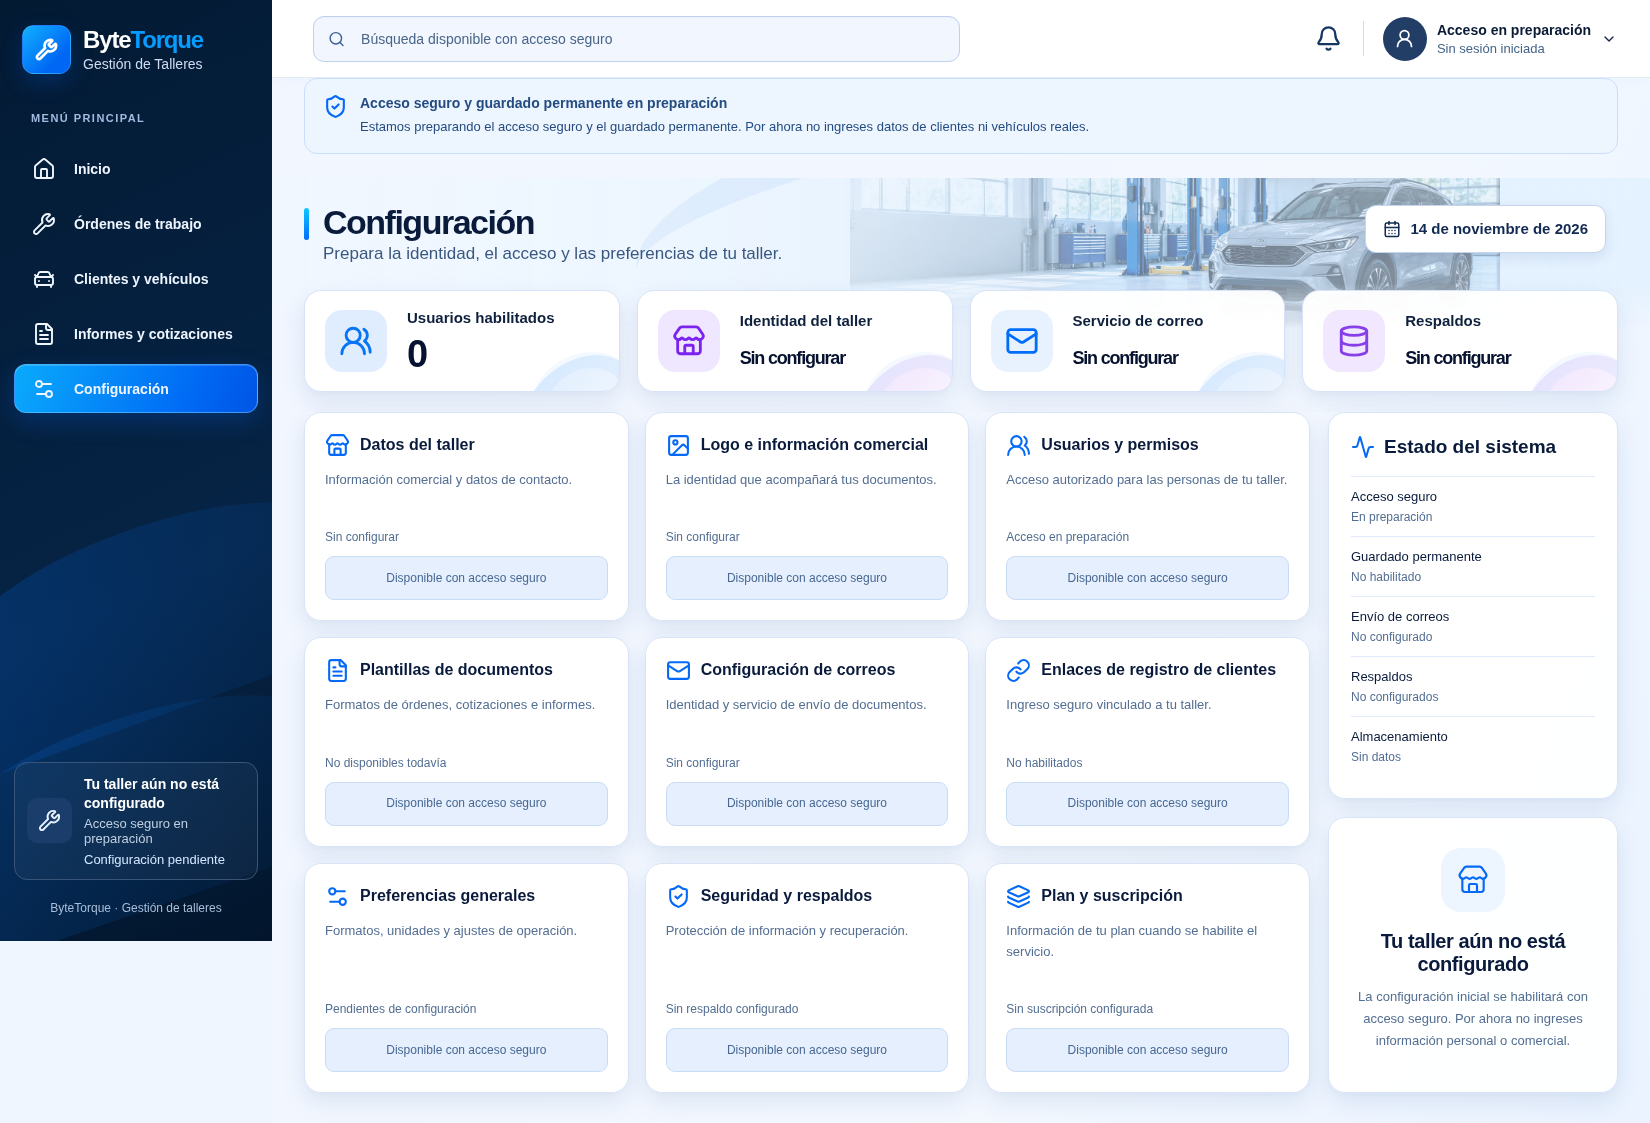 ByteTorque
Gestión de Talleres
MENÚ PRINCIPAL
Inicio
Órdenes de trabajo
Clientes y vehículos
Informes y cotizaciones
Configuración
Tu taller aún no está
configurado
Acceso seguro en
preparación
Configuración pendiente
ByteTorque · Gestión de talleres
Búsqueda disponible con acceso seguro
Acceso en preparación
Sin sesión iniciada
Acceso seguro y guardado permanente en preparación
Estamos preparando el acceso seguro y el guardado permanente. Por ahora no ingreses datos de clientes ni vehículos reales.
Configuración
Prepara la identidad, el acceso y las preferencias de tu taller.
14 de noviembre de 2026
Usuarios habilitados
0
Identidad del taller
Sin configurar
Servicio de correo
Sin configurar
Respaldos
Sin configurar
Datos del taller
Información comercial y datos de contacto.
Sin configurar
Disponible con acceso seguro
Logo e información comercial
La identidad que acompañará tus documentos.
Sin configurar
Disponible con acceso seguro
Usuarios y permisos
Acceso autorizado para las personas de tu taller.
Acceso en preparación
Disponible con acceso seguro
Plantillas de documentos
Formatos de órdenes, cotizaciones e informes.
No disponibles todavía
Disponible con acceso seguro
Configuración de correos
Identidad y servicio de envío de documentos.
Sin configurar
Disponible con acceso seguro
Enlaces de registro de clientes
Ingreso seguro vinculado a tu taller.
No habilitados
Disponible con acceso seguro
Preferencias generales
Formatos, unidades y ajustes de operación.
Pendientes de configuración
Disponible con acceso seguro
Seguridad y respaldos
Protección de información y recuperación.
Sin respaldo configurado
Disponible con acceso seguro
Plan y suscripción
Información de tu plan cuando se habilite el
servicio.
Sin suscripción configurada
Disponible con acceso seguro
Estado del sistema
Acceso seguro
En preparación
Guardado permanente
No habilitado
Envío de correos
No configurado
Respaldos
No configurados
Almacenamiento
Sin datos
Tu taller aún no está
configurado
La configuración inicial se habilitará con
acceso seguro. Por ahora no ingreses
información personal o comercial.